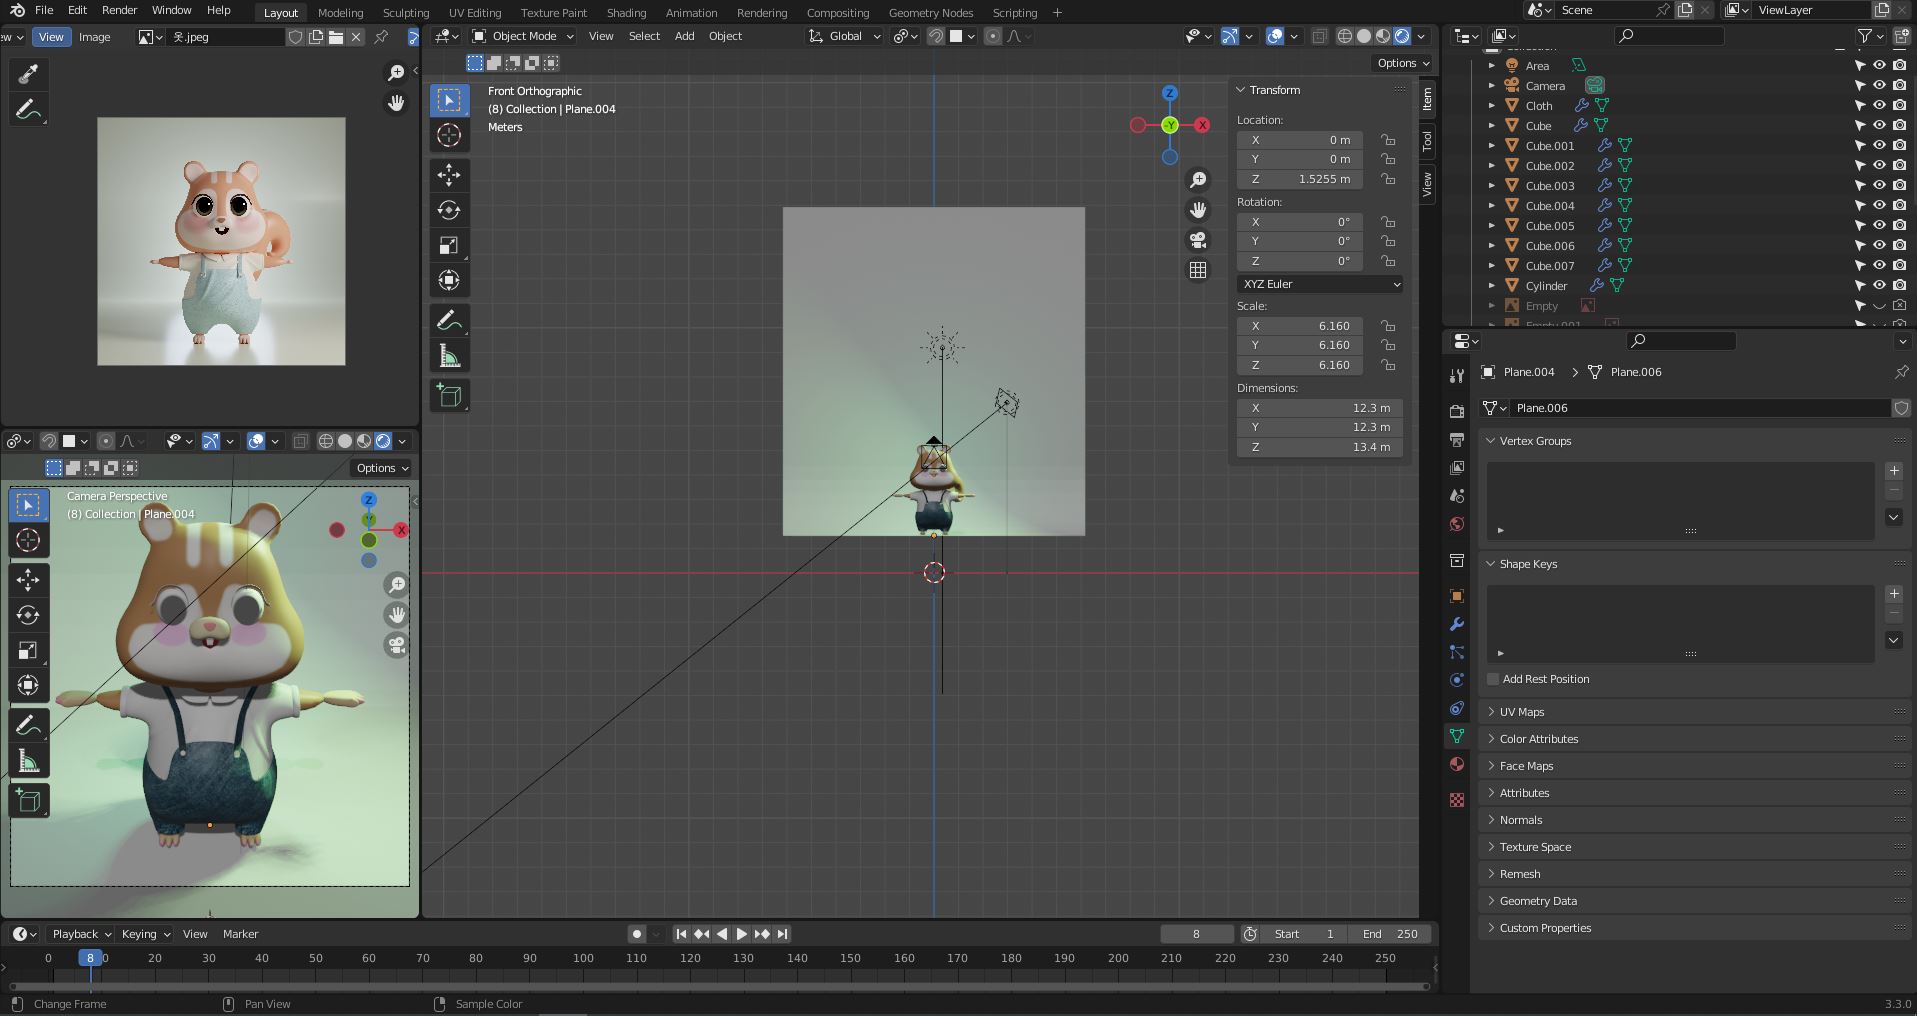 File Edit Render Window Help Layout Modeling Sculpting UV Editing Texture Paint Shading Animation Rendering Compositing Geometry Nodes Scripting + Scene ViewLayer
View Image 옷.jpeg
Object Mode View Select Add Object Global
Options
Front Orthographic
(8) Collection | Plane.004
Meters
Z
-Y
X
Transform
Location:
X 0 m
Y 0 m
Z 1.5255 m
Rotation:
X 0°
Y 0°
Z 0°
XYZ Euler
Scale:
X 6.160
Y 6.160
Z 6.160
Dimensions:
X 12.3 m
Y 12.3 m
Z 13.4 m
Item
Tool
View
Area
Camera
Cloth
Cube
Cube.001
Cube.002
Cube.003
Cube.004
Cube.005
Cube.006
Cube.007
Cylinder
Empty
Empty.001
Plane.004 > Plane.006
Plane.006
Vertex Groups
Shape Keys
Add Rest Position
UV Maps
Color Attributes
Face Maps
Attributes
Normals
Texture Space
Remesh
Geometry Data
Custom Properties
Options
Camera Perspective
(8) Collection | Plane.004
Z
Y
X
Playback Keying View Marker 8 Start 1 End 250
0 8 20 30 40 50 60 70 80 90 100 110 120 130 140 150 160 170 180 190 200 210 220 230 240 250
Change Frame Pan View Sample Color 3.3.0